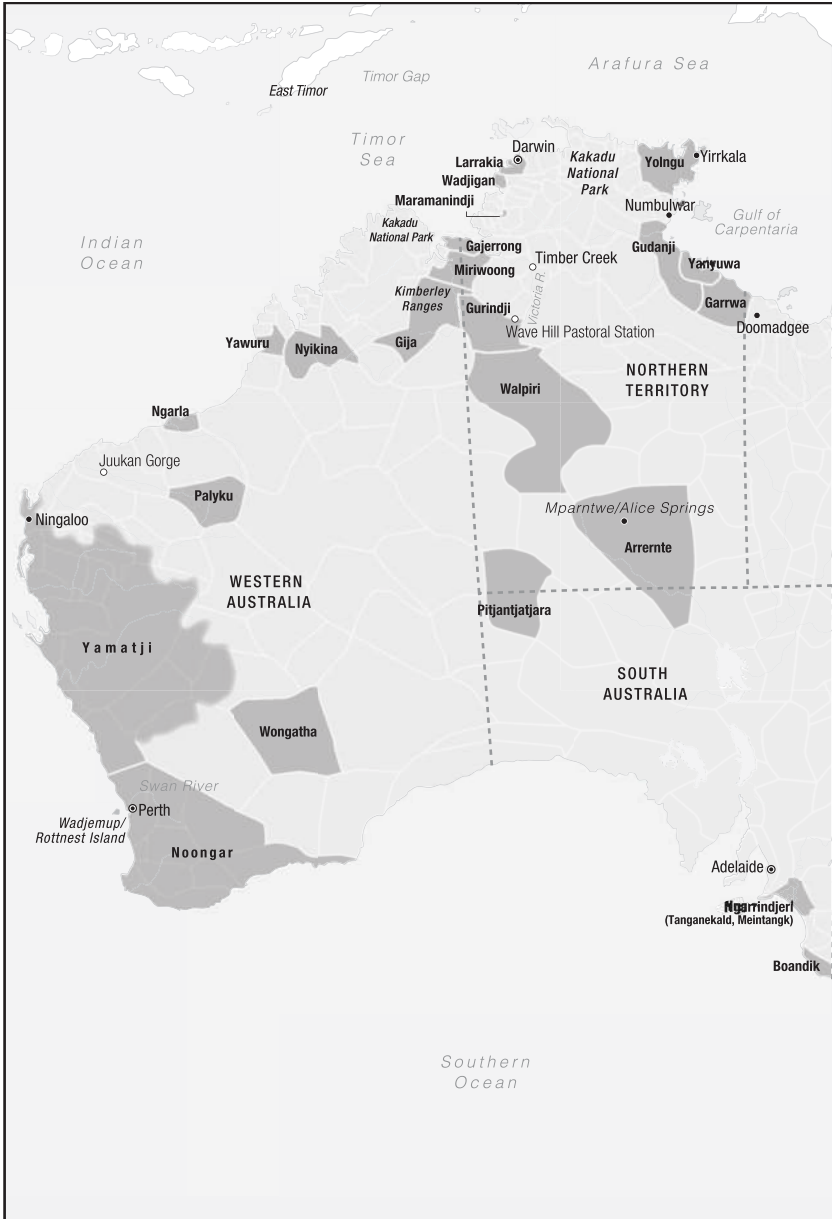 Arafura Sea
Timor Gap
East Timor
Timor
Sea
Darwin
Larrakia
Wadjigan
Maramanindji
Kakadu
National
Park
Yolngu
Yirrkala
Numbulwar
Gulf of
Carpentaria
Indian
Ocean
Kakadu
National Park
Gajerrong
Miriwoong
Timber Creek
Gudanji
Yanyuwa
Garrwa
Doomadgee
Kimberley
Ranges
Gurindji
Victoria R.
Wave Hill Pastoral Station
Yawuru
Nyikina
Gija
NORTHERN
TERRITORY
Walpiri
Ngarla
Juukan Gorge
Palyku
Ningaloo
Mparntwe/Alice Springs
Arrernte
WESTERN
AUSTRALIA
Pitjantjatjara
Yamatji
SOUTH
AUSTRALIA
Wongatha
Swan River
Perth
Wadjemup/
Rottnest Island
Noongar
Adelaide
(Tanganekald, Meintangk)
Boandik
Southern
Ocean